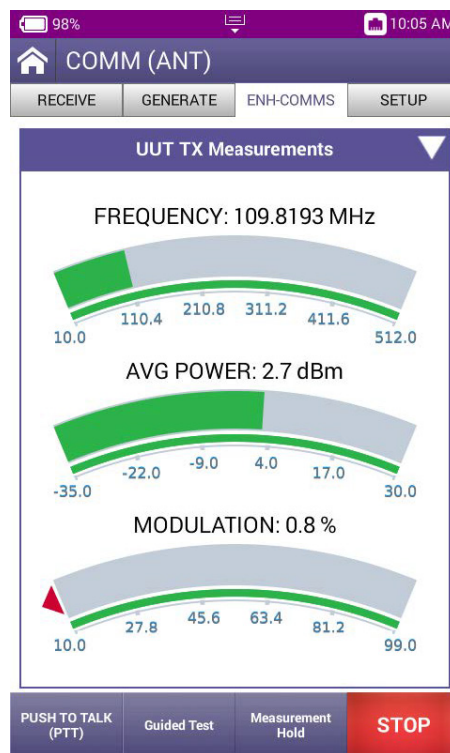 98%
10:05 AM
COMM (ANT)
RECEIVE GENERATE ENH-COMMS SETUP
UUT TX Measurements
FREQUENCY: 109.8193 MHz
10.0 110.4 210.8 311.2 411.6 512.0
AVG POWER: 2.7 dBm
-35.0 -22.0 -9.0 4.0 17.0 30.0
MODULATION: 0.8 %
10.0 27.8 45.6 63.4 81.2 99.0
PUSH TO TALK
(PTT)
Guided Test
Measurement
Hold
STOP